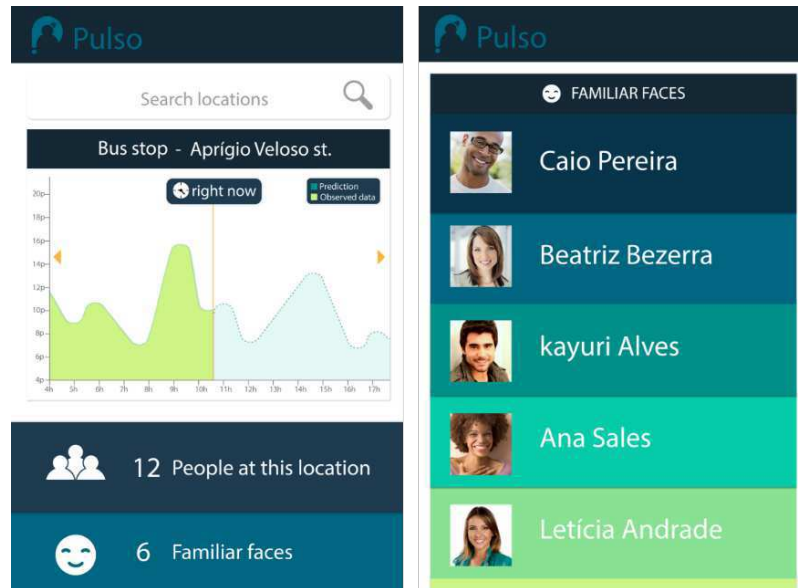 Pulso
Search locations
Bus stop - Aprígio Veloso st.
right now
Prediction
Observed data
20p
18p
16p
14p
12p
10p
8p
6p
4p
4h 5h 6h 7h 8h 9h 10h 11h 12h 13h 14h 15h 16h 17h
12 People at this location
6 Familiar faces
Pulso
FAMILIAR FACES
Caio Pereira
Beatriz Bezerra
kayuri Alves
Ana Sales
Letícia Andrade